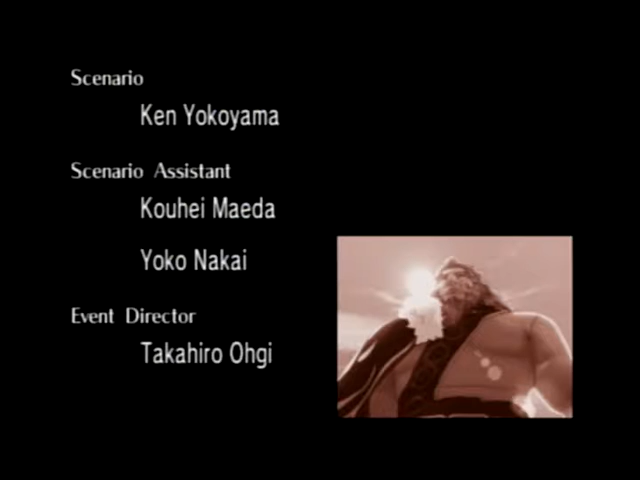 Scenario
Ken Yokoyama
Scenario Assistant
Kouhei Maeda
Yoko Nakai
Event Director
Takahiro Ohgi